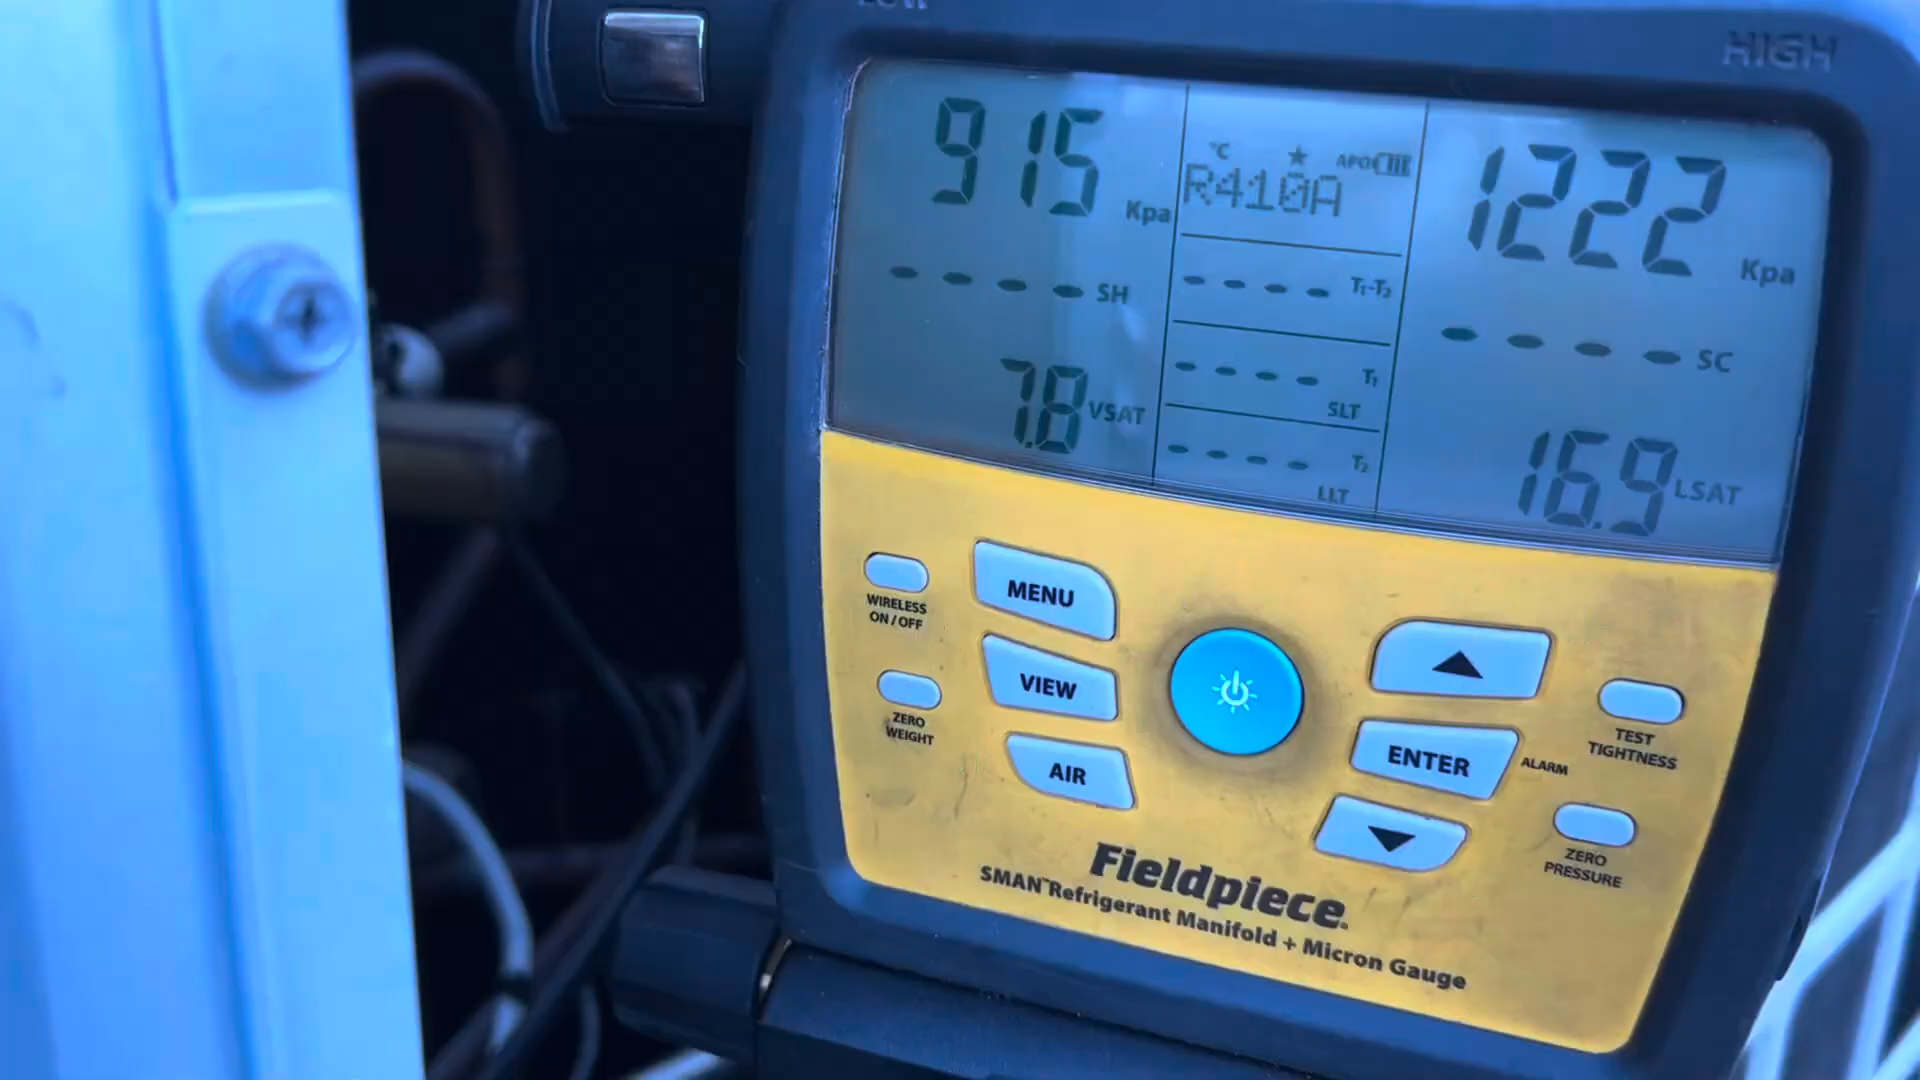 HIGH
915 Kpa
°C ★ APO
R410A
1222 Kpa
- - - - SH
- - - - T1-T2
- - - - SC
7.8 VSAT
- - - - T1
SLT
- - - - T2
LLT
16.9 LSAT
WIRELESS
ON / OFF
MENU
VIEW
ZERO
WEIGHT
AIR
▲
ENTER
ALARM
▼
TEST
TIGHTNESS
ZERO
PRESSURE
Fieldpiece®
SMAN™ Refrigerant Manifold + Micron Gauge